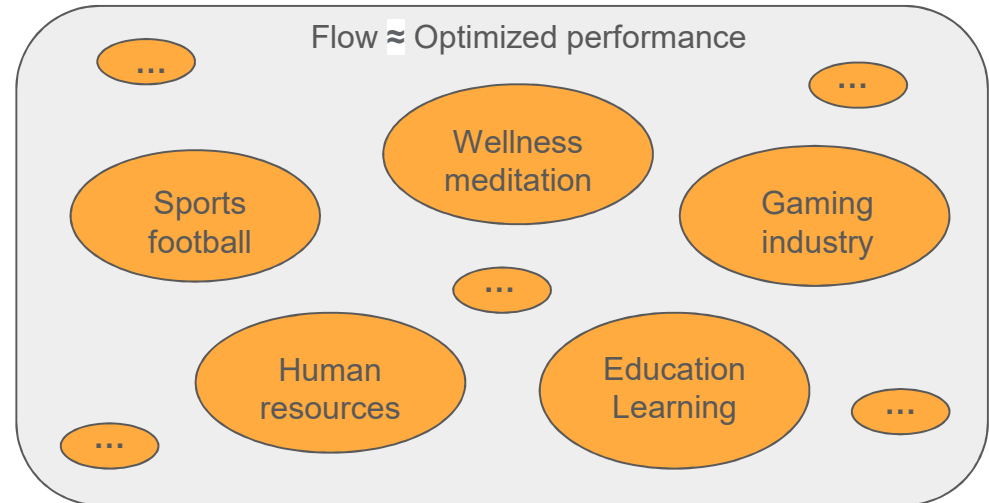 Flow ≈ Optimized performance
...
...
Wellness
meditation
Sports
football
Gaming
industry
...
Human
resources
Education
Learning
...
...